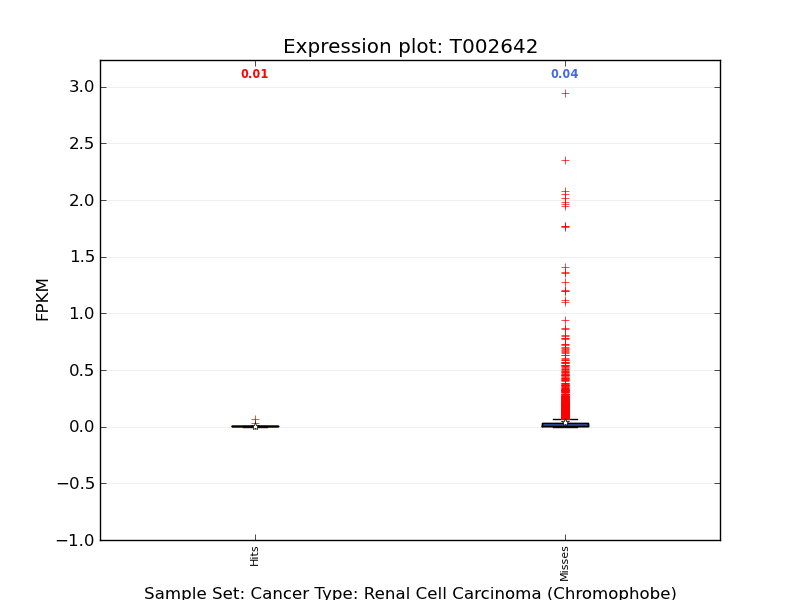 Expression plot: T002642
0.01
0.04
3.0
2.5
2.0
1.5
1.0
0.5
0.0
−0.5
−1.0
FPKM
Hits
Misses
Sample Set: Cancer Type: Renal Cell Carcinoma (Chromophobe)